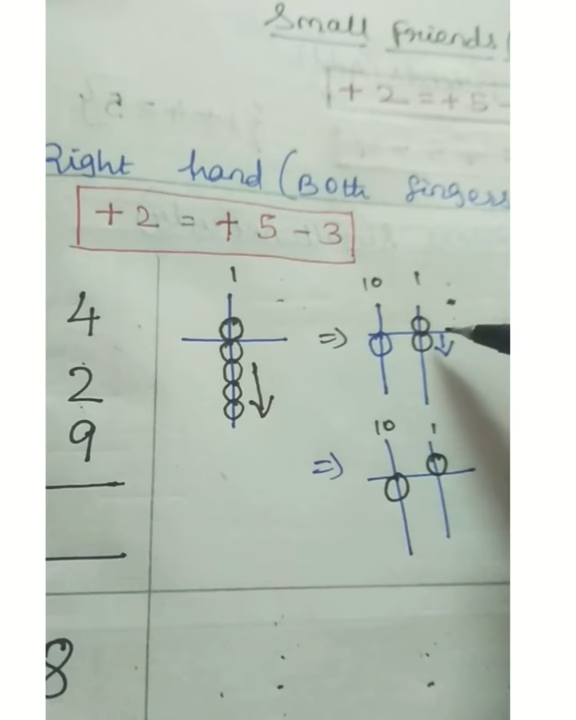 Small friends
+ 2 = + 5 -
Right hand (Both fingers
+ 2 = + 5 - 3
1
10 1
4
=>
2
9
10 1
=>
8